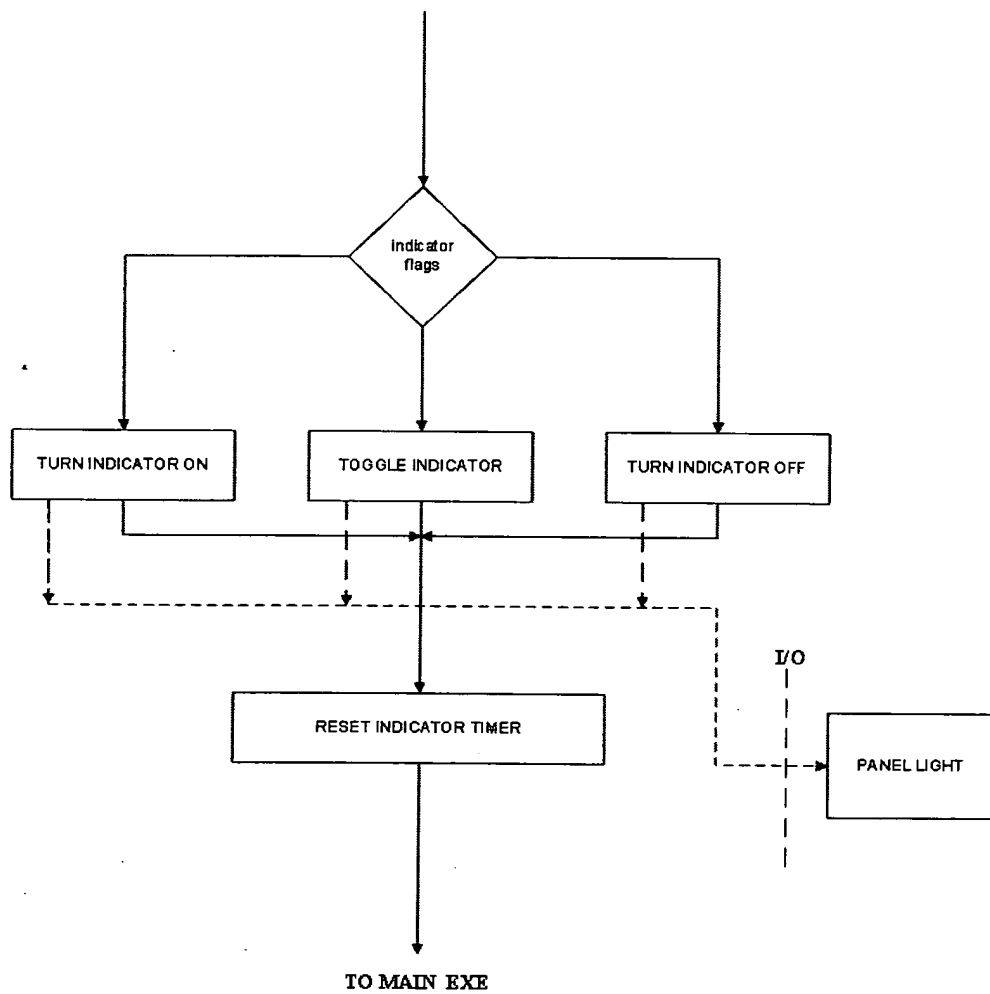 indicator
flags
TURN INDICATOR ON
TOGGLE INDICATOR
TURN INDICATOR OFF
I/O
RESET INDICATOR TIMER
PANEL LIGHT
TO MAIN EXE